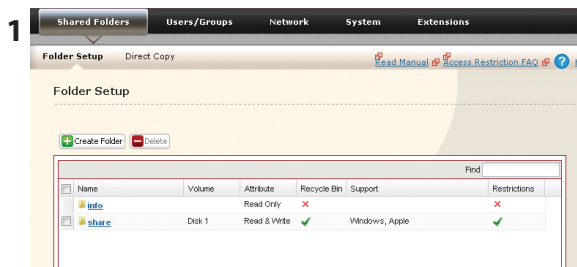 1
Shared Folders Users/Groups Network System Extensions
Folder Setup Direct Copy Read Manual Access Restriction FAQ ?
Folder Setup
Create Folder Delete
Find
Name Volume Attribute Recycle Bin Support Restrictions
info Read Only
share Disk 1 Read & Write Windows, Apple